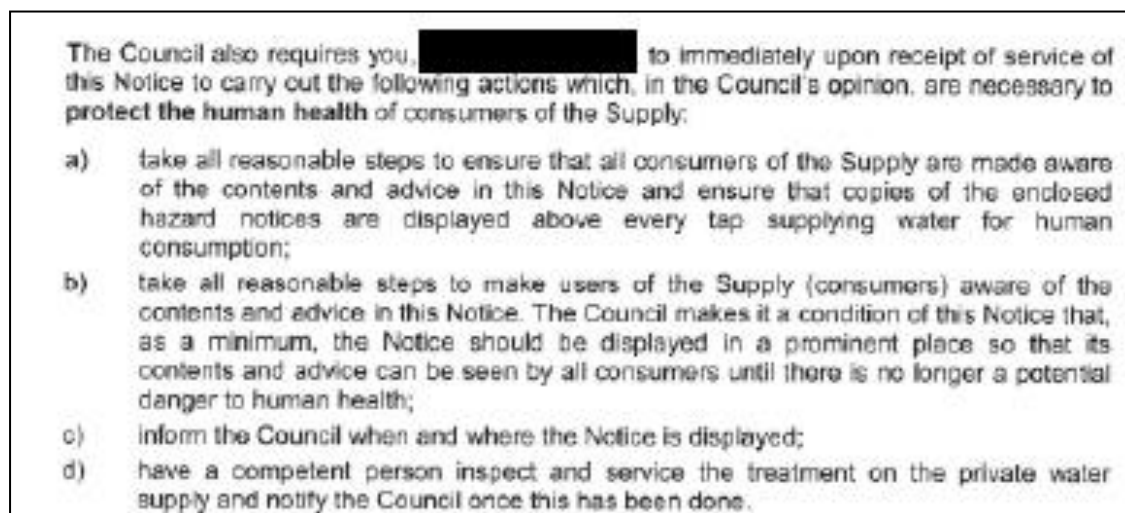 The Council also requires you, to immediately upon receipt of service of
this Notice to carry out the following actions which, in the Council's opinion, are necessary to
protect the human health of consumers of the Supply:
a) take all reasonable steps to ensure that all consumers of the Supply are made aware
of the contents and advice in this Notice and ensure that copies of the enclosed
hazard notices are displayed above every tap supplying water for human
consumption;
b) take all reasonable steps to make users of the Supply (consumers) aware of the
contents and advice in this Notice. The Council makes it a condition of this Notice that,
as a minimum, the Notice should be displayed in a prominent place so that its
contents and advice can be seen by all consumers until there is no longer a potential
danger to human health;
c) inform the Council when and where the Notice is displayed;
d) have a competent person inspect and service the treatment on the private water
supply and notify the Council once this has been done.